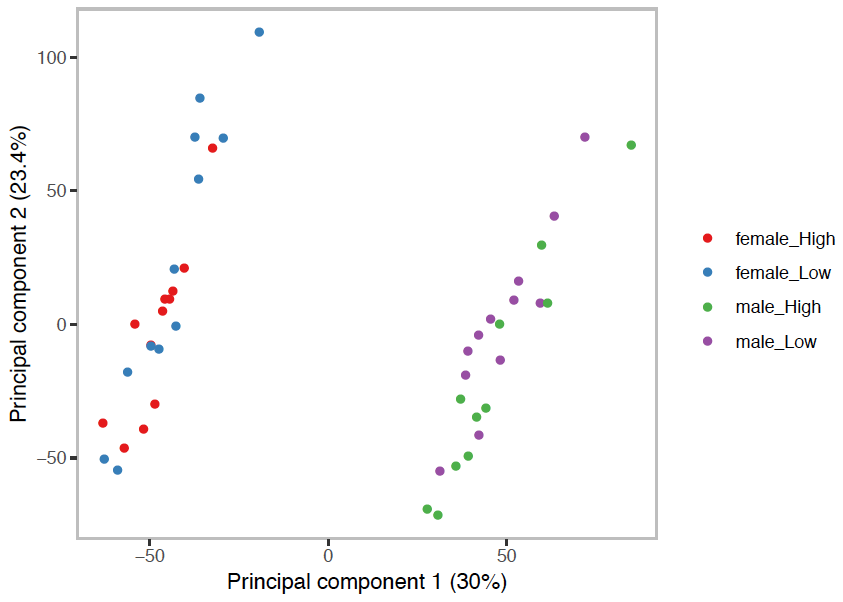 100
50
0
−50
Principal component 2 (23.4%)
−50
0
50
Principal component 1 (30%)
female_High
female_Low
male_High
male_Low